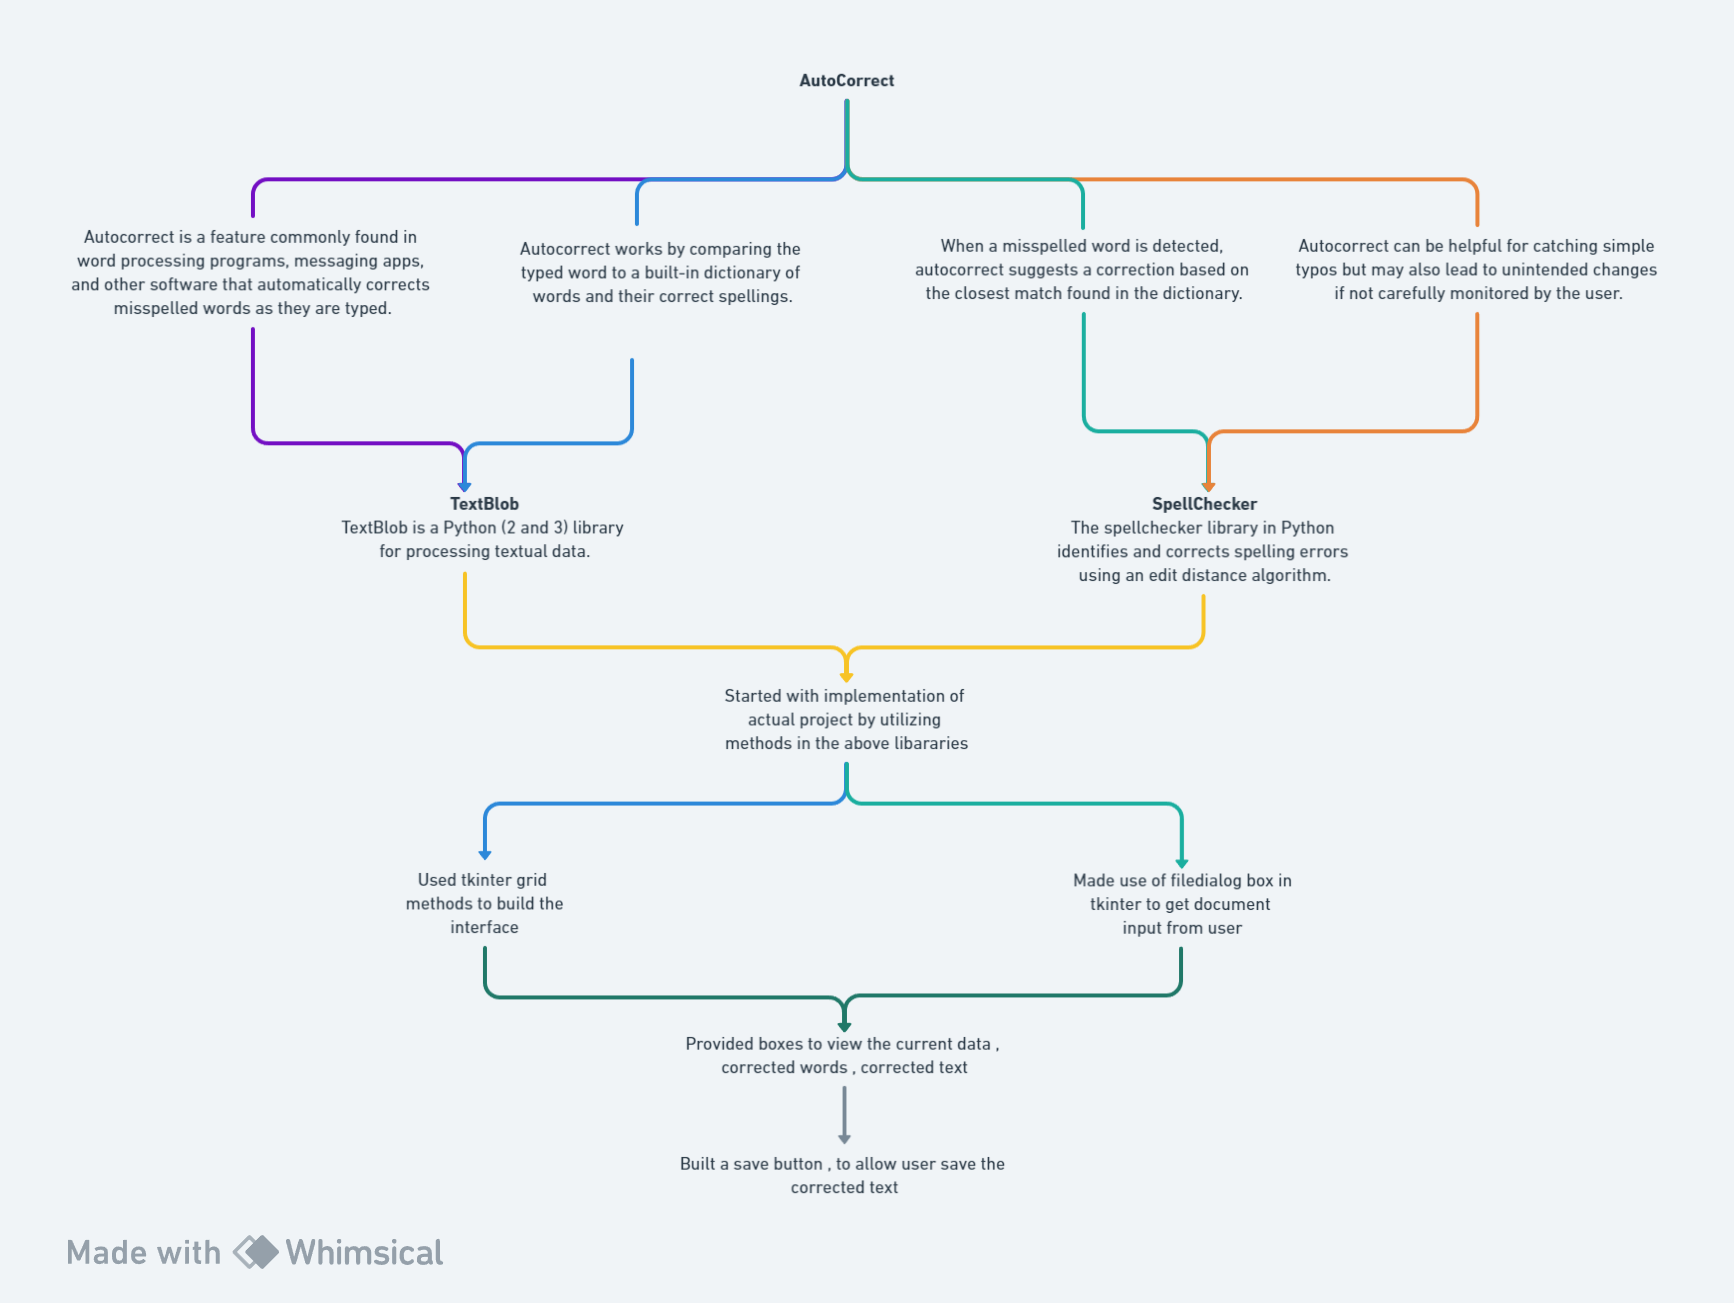 AutoCorrect
Autocorrect is a feature commonly found in
word processing programs, messaging apps,
and other software that automatically corrects
misspelled words as they are typed.
Autocorrect works by comparing the
typed word to a built-in dictionary of
words and their correct spellings.
When a misspelled word is detected,
autocorrect suggests a correction based on
the closest match found in the dictionary.
Autocorrect can be helpful for catching simple
typos but may also lead to unintended changes
if not carefully monitored by the user.
TextBlob
TextBlob is a Python (2 and 3) library
for processing textual data.
SpellChecker
The spellchecker library in Python
identifies and corrects spelling errors
using an edit distance algorithm.
Started with implementation of
actual project by utilizing
methods in the above libararies
Used tkinter grid
methods to build the
interface
Made use of filedialog box in
tkinter to get document
input from user
Provided boxes to view the current data ,
corrected words , corrected text
Built a save button , to allow user save the
corrected text
Made with Whimsical